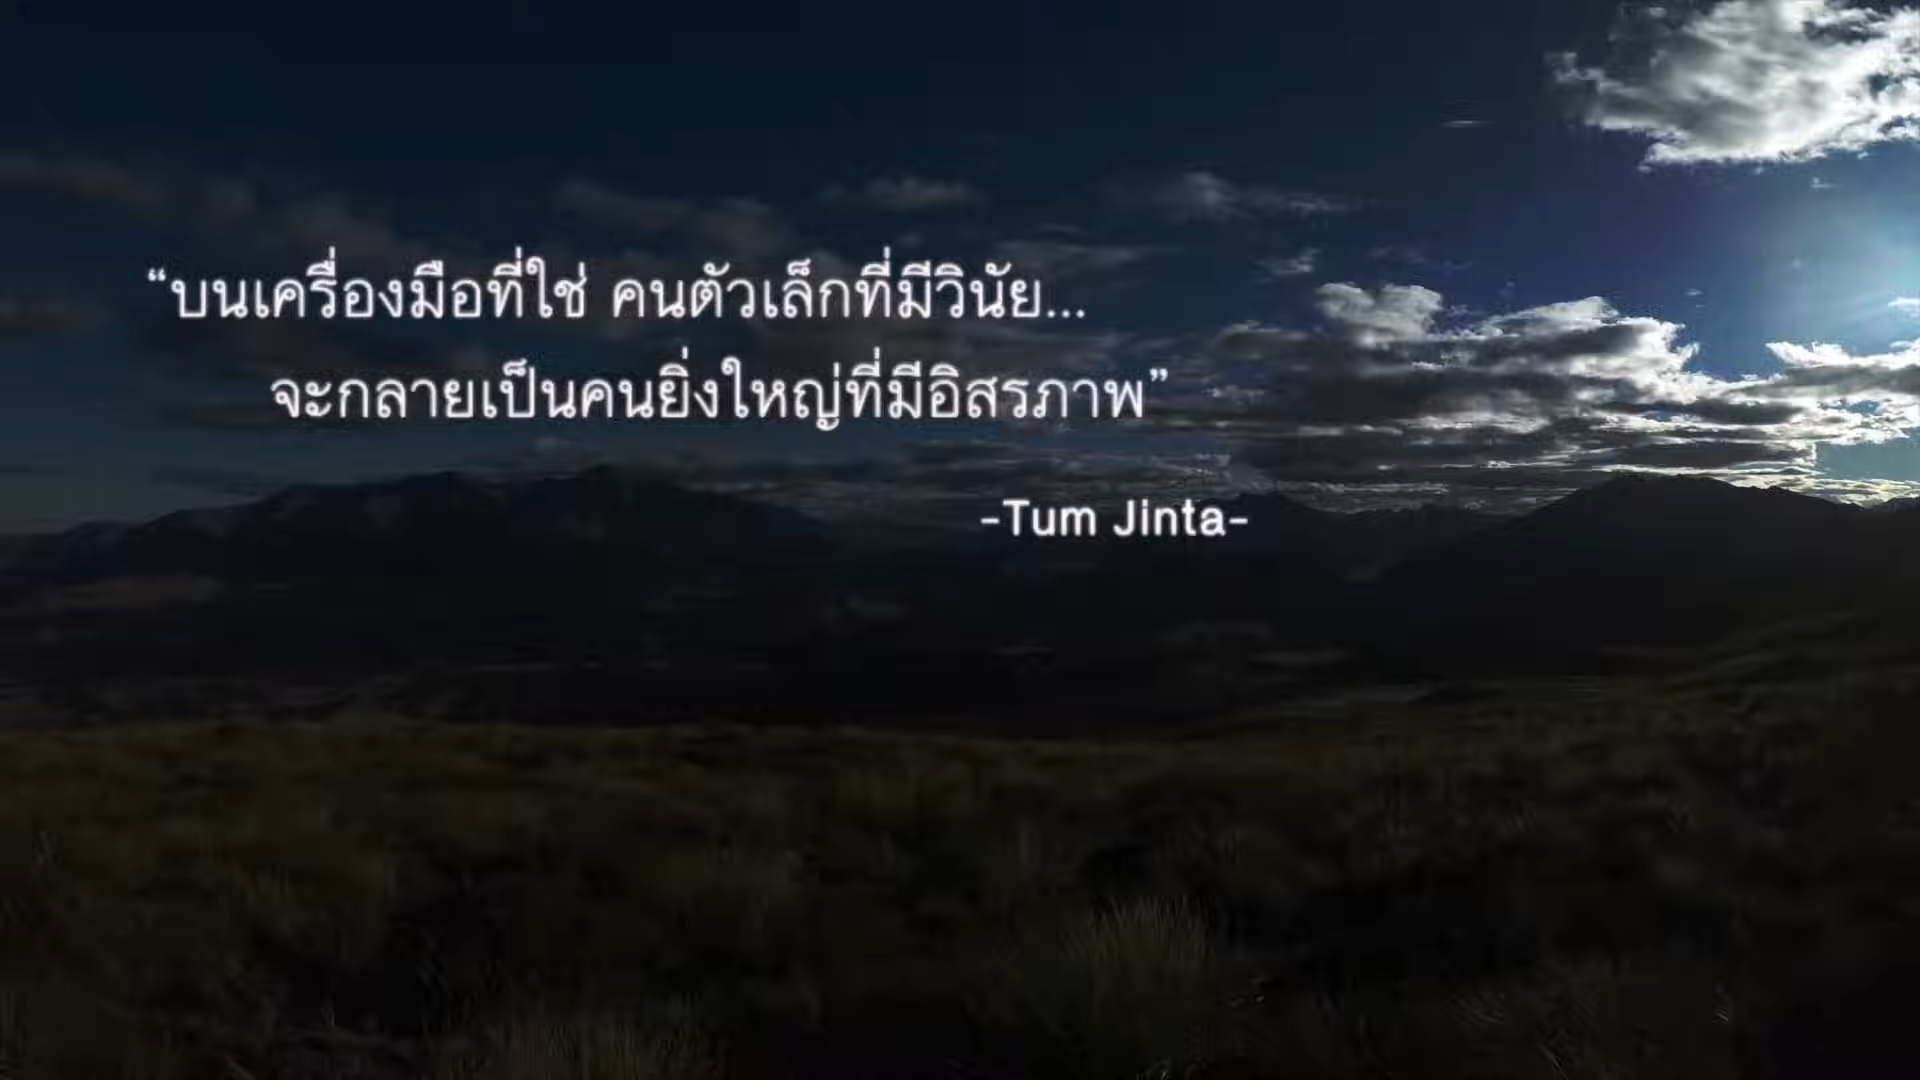 “บนเครื่องมือที่ใช่ คนตัวเล็กที่มีวินัย...
จะกลายเป็นคนยิ่งใหญ่ที่มีอิสรภาพ”
-Tum Jinta-